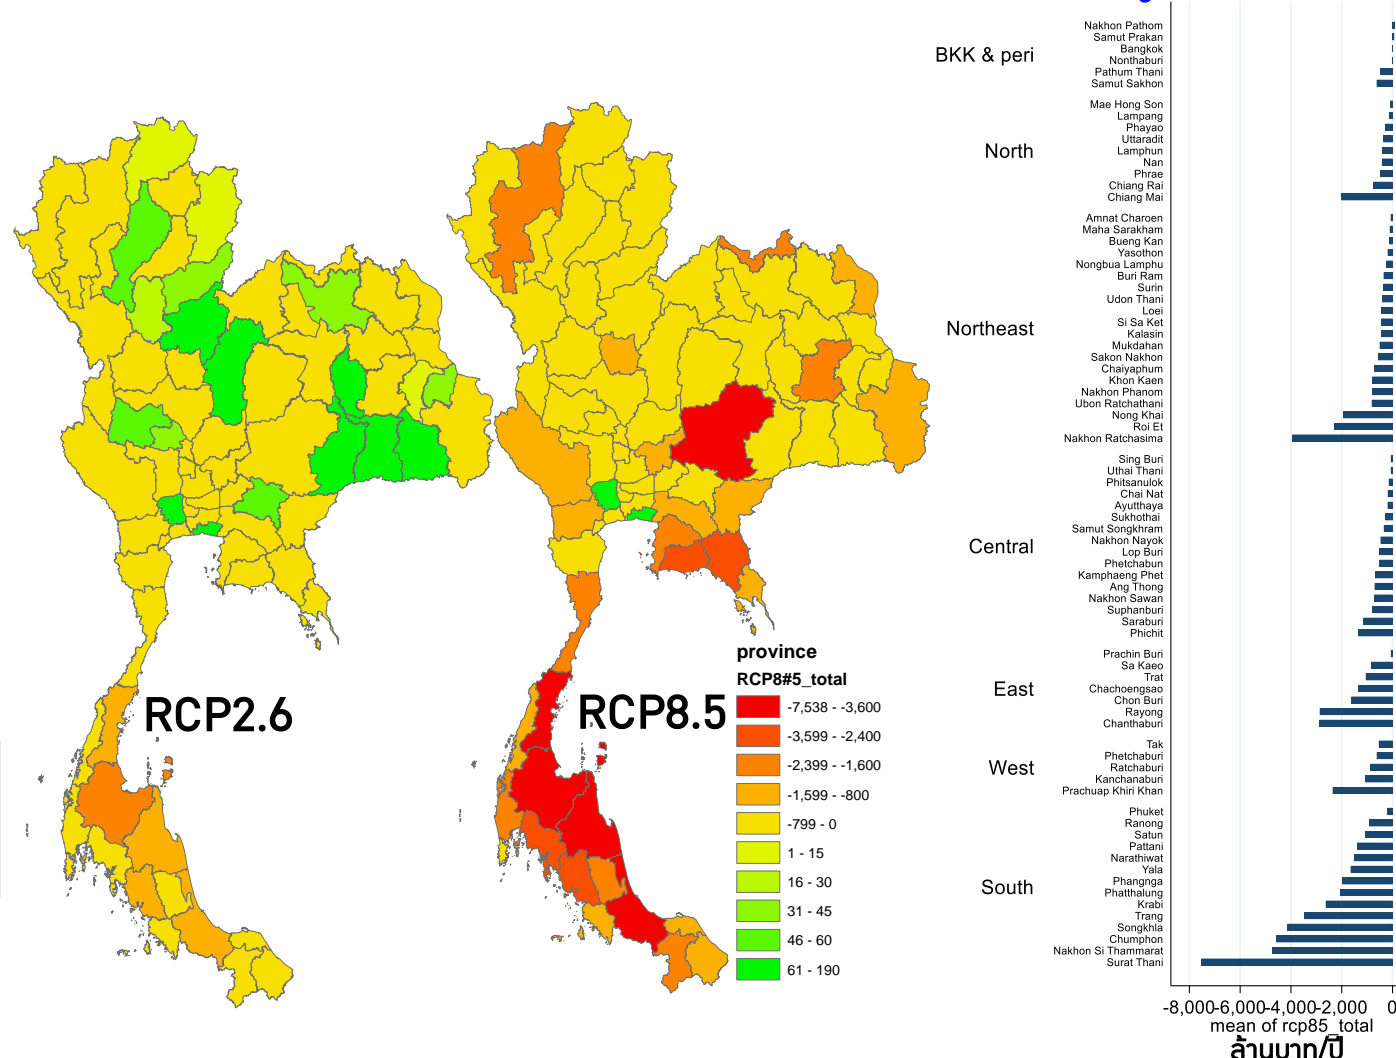 RCP2.6
RCP8.5
province
RCP8#5_total
-7,538 - -3,600
-3,599 - -2,400
-2,399 - -1,600
-1,599 - -800
-799 - 0
1 - 15
16 - 30
31 - 45
46 - 60
61 - 190
BKK & peri
Nakhon Pathom
Samut Prakan
Bangkok
Nonthaburi
Pathum Thani
Samut Sakhon
North
Mae Hong Son
Lampang
Phayao
Uttaradit
Lamphun
Nan
Phrae
Chiang Rai
Chiang Mai
Northeast
Amnat Charoen
Maha Sarakham
Bueng Kan
Yasothon
Nongbua Lamphu
Buri Ram
Surin
Udon Thani
Loei
Si Sa Ket
Kalasin
Mukdahan
Sakon Nakhon
Chaiyaphum
Khon Kaen
Nakhon Phanom
Ubon Ratchathani
Nong Khai
Roi Et
Nakhon Ratchasima
Central
Sing Buri
Uthai Thani
Phitsanulok
Chai Nat
Ayutthaya
Sukhothai
Samut Songkhram
Nakhon Nayok
Lop Buri
Phetchabun
Kamphaeng Phet
Ang Thong
Nakhon Sawan
Suphanburi
Saraburi
Phichit
East
Prachin Buri
Sa Kaeo
Trat
Chachoengsao
Chon Buri
Rayong
Chanthaburi
West
Tak
Phetchaburi
Ratchaburi
Kanchanaburi
Prachuap Khiri Khan
South
Phuket
Ranong
Satun
Pattani
Narathiwat
Yala
Phangnga
Phatthalung
Krabi
Trang
Songkhla
Chumphon
Nakhon Si Thammarat
Surat Thani
-8,000 -6,000 -4,000 -2,000 0
mean of rcp85_total
ล้านบาท/ปี